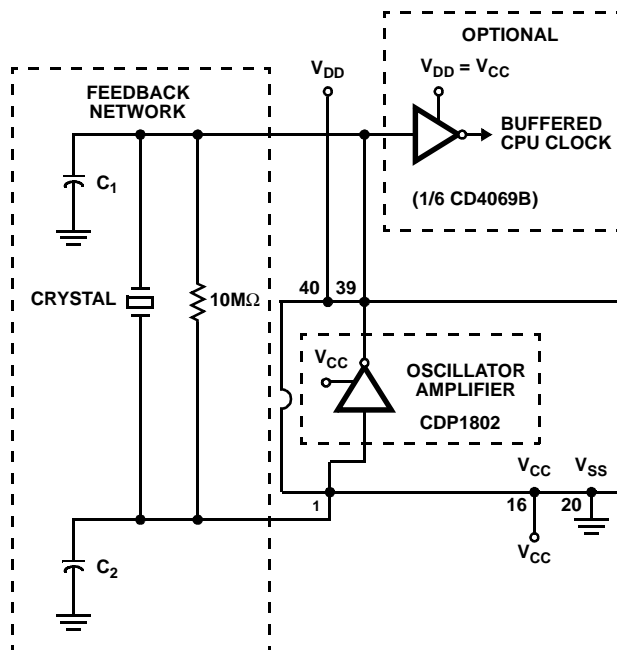 OPTIONAL
FEEDBACK
NETWORK
V_DD
V_DD = V_CC
BUFFERED
CPU CLOCK
C_1
(1/6 CD4069B)
CRYSTAL
10MΩ
40 39
V_CC
OSCILLATOR
AMPLIFIER
CDP1802
V_CC V_SS
1 16 20
V_CC
C_2